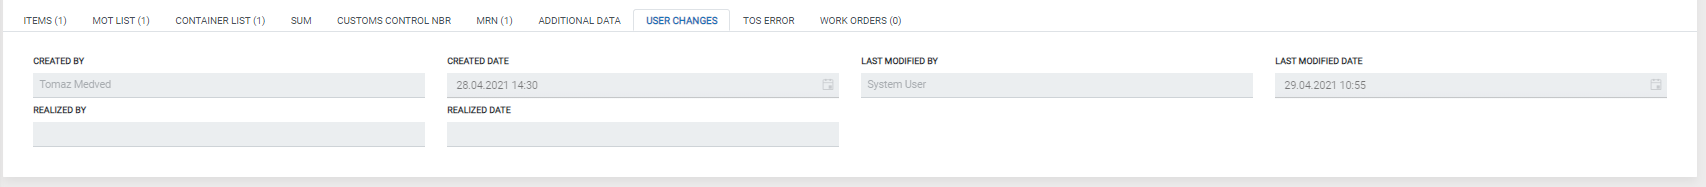 ITEMS (1) MOT LIST (1) CONTAINER LIST (1) SUM CUSTOMS CONTROL NBR MRN (1) ADDITIONAL DATA USER CHANGES TOS ERROR WORK ORDERS (0)
CREATED BY CREATED DATE LAST MODIFIED BY LAST MODIFIED DATE
Tomaz Medved 28.04.2021 14:30 System User 29.04.2021 10:55
REALIZED BY REALIZED DATE